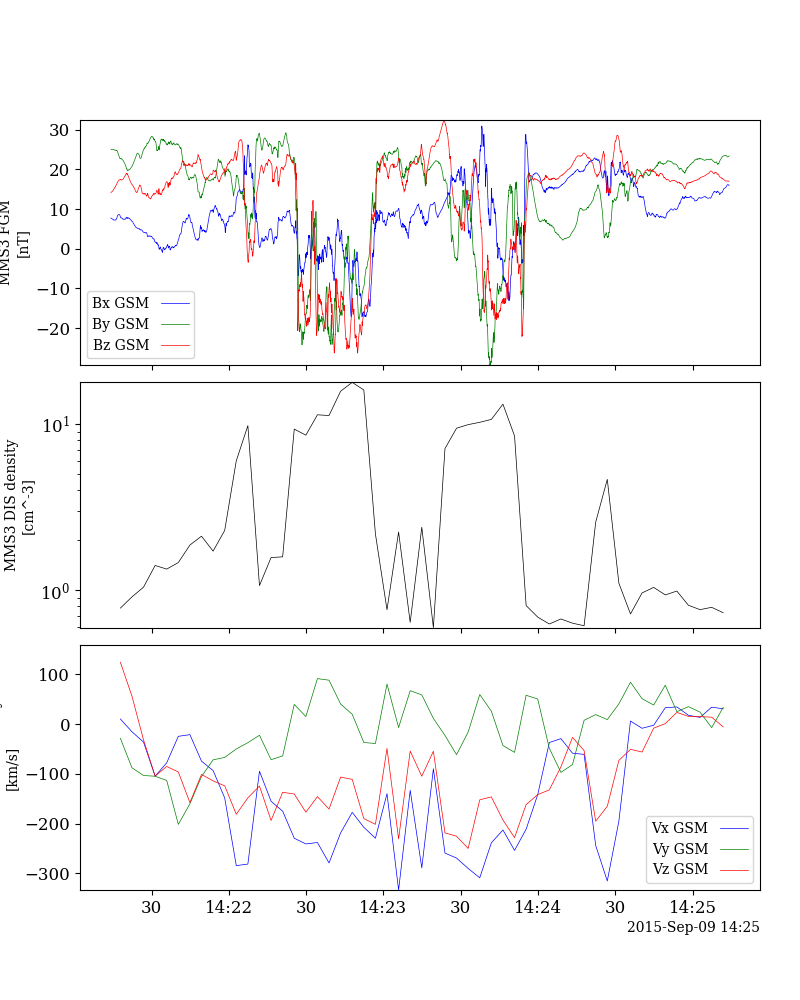 30
20
10
0
−10
−20
MMS3 FGM
[nT]
Bx GSM
By GSM
Bz GSM
10^1
10^0
MMS3 DIS density
[cm^-3]
100
0
−100
−200
−300
[km/s]
Vx GSM
Vy GSM
Vz GSM
30
14:22
30
14:23
30
14:24
30
14:25
2015-Sep-09 14:25